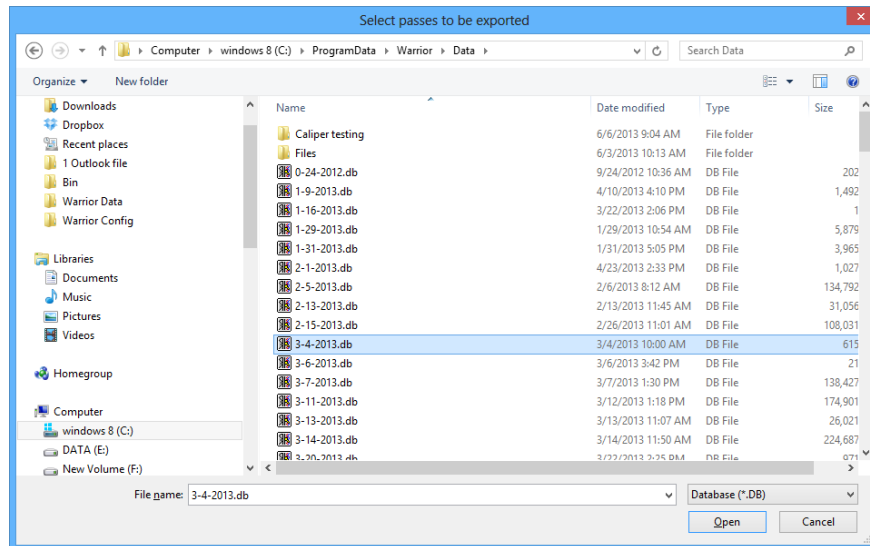 Select passes to be exported
Computer windows 8 (C:) ProgramData Warrior Data Search Data
Organize New folder
Downloads
Dropbox
Recent places
1 Outlook file
Bin
Warrior Data
Warrior Config
Libraries
Documents
Music
Pictures
Videos
Homegroup
Computer
windows 8 (C:)
DATA (E:)
New Volume (F:)
Name Date modified Type Size
Caliper testing 6/6/2013 9:04 AM File folder
Files 6/3/2013 10:13 AM File folder
0-24-2012.db 9/24/2012 10:36 AM DB File 202
1-9-2013.db 4/10/2013 4:10 PM DB File 1,492
1-16-2013.db 3/22/2013 2:06 PM DB File 1
1-29-2013.db 1/29/2013 10:54 AM DB File 5,879
1-31-2013.db 1/31/2013 5:05 PM DB File 3,965
2-1-2013.db 4/23/2013 2:33 PM DB File 1,027
2-5-2013.db 2/6/2013 8:12 AM DB File 134,792
2-13-2013.db 2/13/2013 11:45 AM DB File 31,056
2-15-2013.db 2/26/2013 11:01 AM DB File 108,031
3-4-2013.db 3/4/2013 10:00 AM DB File 615
3-6-2013.db 3/6/2013 3:42 PM DB File 21
3-7-2013.db 3/7/2013 1:30 PM DB File 138,427
3-11-2013.db 3/12/2013 1:18 PM DB File 174,901
3-13-2013.db 3/13/2013 11:07 AM DB File 26,021
3-14-2013.db 3/14/2013 11:50 AM DB File 224,687
3-20-2013.db 3/22/2013 2:25 PM DB File 971
File name: 3-4-2013.db Database (*.DB)
Open Cancel